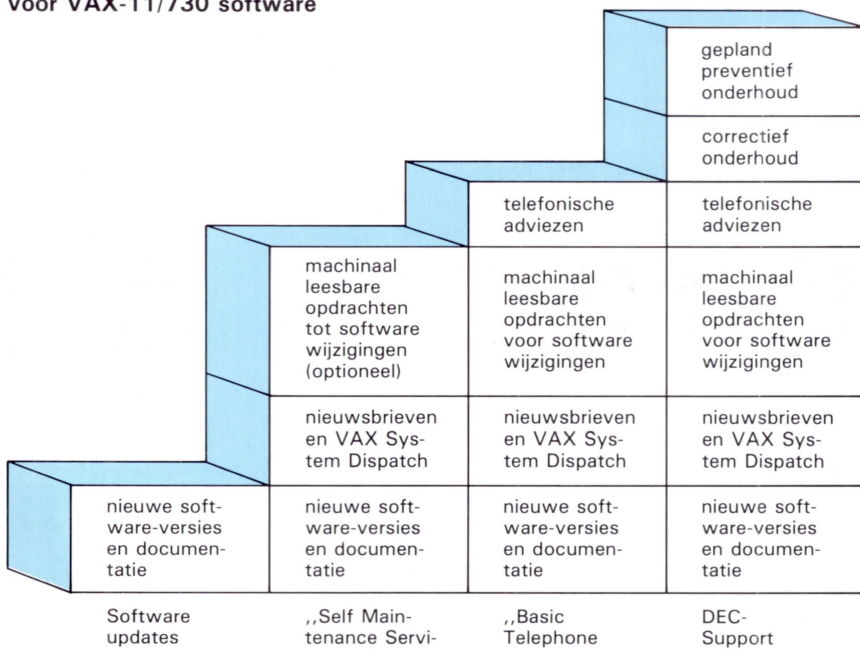 voor VAX-11/730 software
gepland
preventief
onderhoud
correctief
onderhoud
telefonische
adviezen
telefonische
adviezen
machinaal
leesbare
opdrachten
tot software
wijzigingen
(optioneel)
machinaal
leesbare
opdrachten
voor software
wijzigingen
machinaal
leesbare
opdrachten
voor software
wijzigingen
nieuwsbrieven
en VAX Sys-
tem Dispatch
nieuwsbrieven
en VAX Sys-
tem Dispatch
nieuwsbrieven
en VAX Sys-
tem Dispatch
nieuwe soft-
ware-versies
en documen-
tatie
nieuwe soft-
ware-versies
en documen-
tatie
nieuwe soft-
ware-versies
en documen-
tatie
nieuwe soft-
ware-versies
en documen-
tatie
Software
updates
,,Self Main-
tenance Servi-
,,Basic
Telephone
DEC-
Support